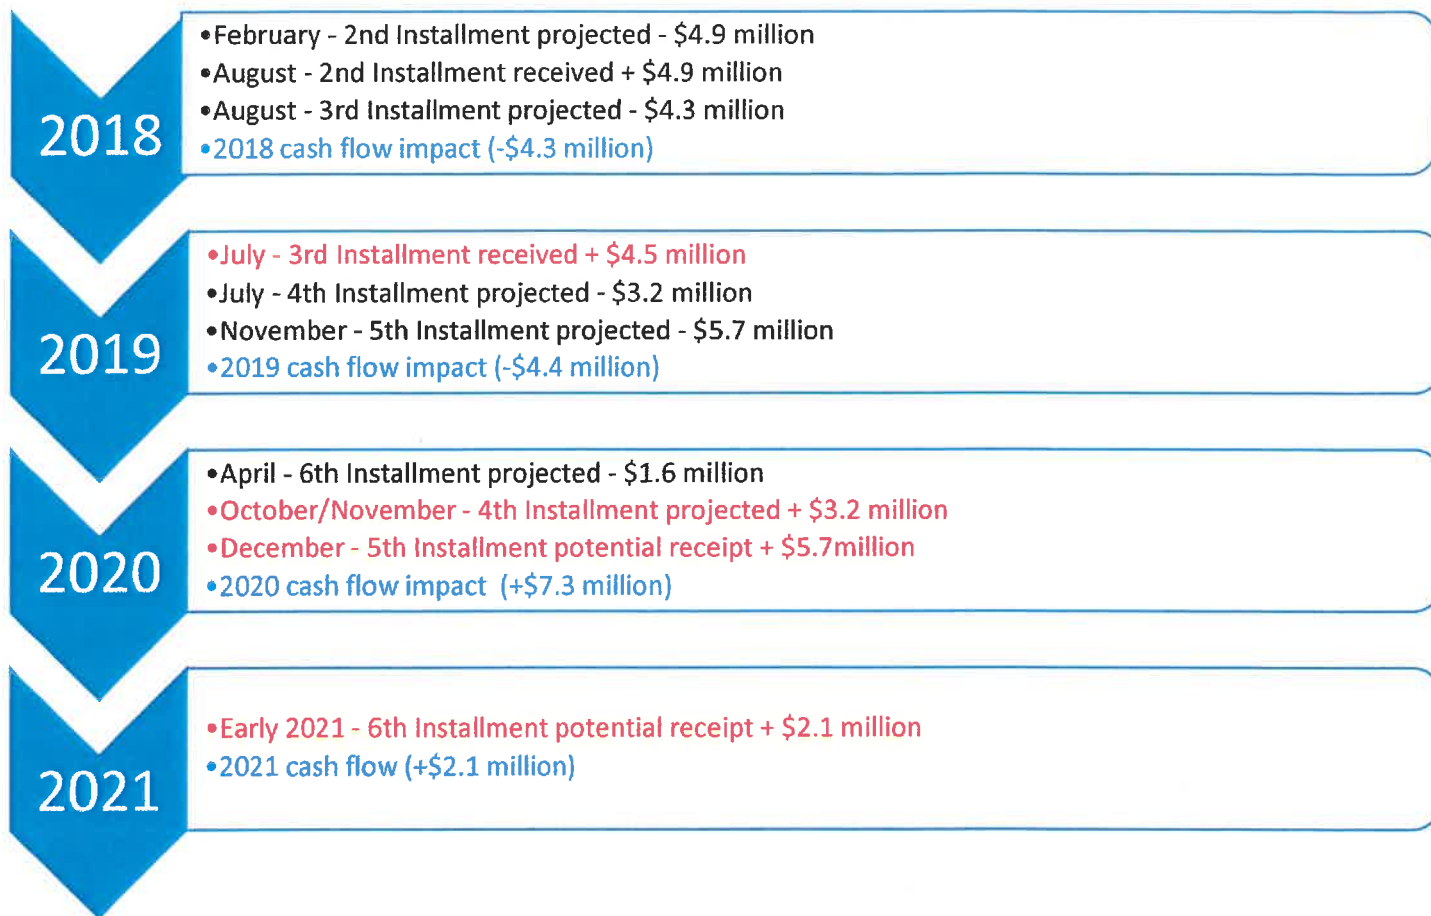 2018
•February - 2nd Installment projected - $4.9 million
•August - 2nd Installment received + $4.9 million
•August - 3rd Installment projected - $4.3 million
•2018 cash flow impact (-$4.3 million)
2019
•July - 3rd Installment received + $4.5 million
•July - 4th Installment projected - $3.2 million
•November - 5th Installment projected - $5.7 million
•2019 cash flow impact (-$4.4 million)
2020
•April - 6th Installment projected - $1.6 million
•October/November - 4th Installment projected + $3.2 million
•December - 5th Installment potential receipt + $5.7million
•2020 cash flow impact (+$7.3 million)
2021
•Early 2021 - 6th Installment potential receipt + $2.1 million
•2021 cash flow (+$2.1 million)